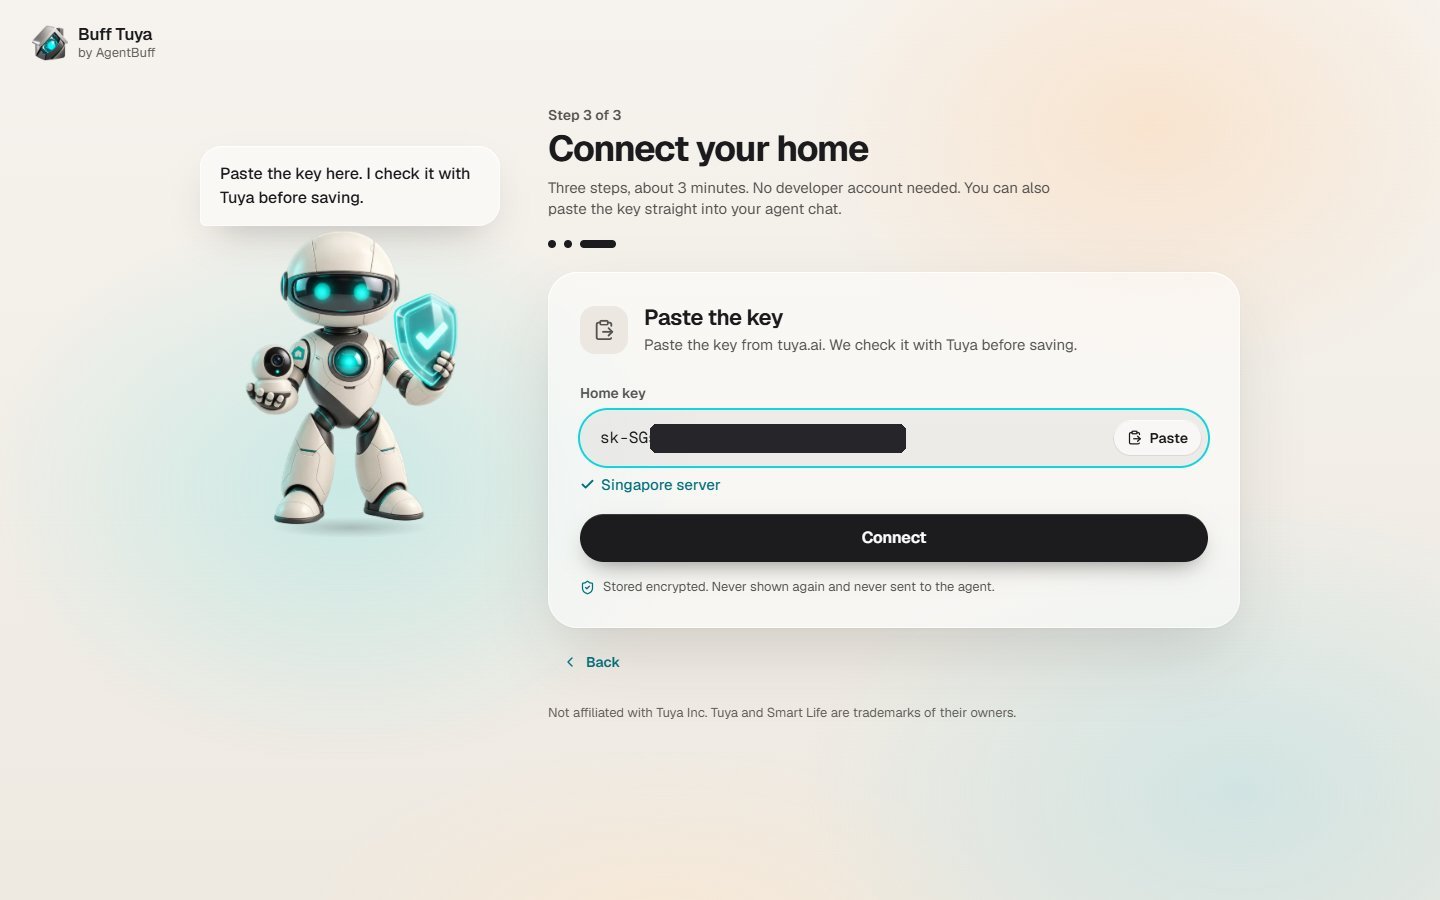 Buff Tuya
by AgentBuff
Step 3 of 3
Connect your home
Three steps, about 3 minutes. No developer account needed. You can also
paste the key straight into your agent chat.
Paste the key here. I check it with
Tuya before saving.
Paste the key
Paste the key from tuya.ai. We check it with Tuya before saving.
Home key
sk-SG
Paste
Singapore server
Connect
Stored encrypted. Never shown again and never sent to the agent.
Back
Not affiliated with Tuya Inc. Tuya and Smart Life are trademarks of their owners.